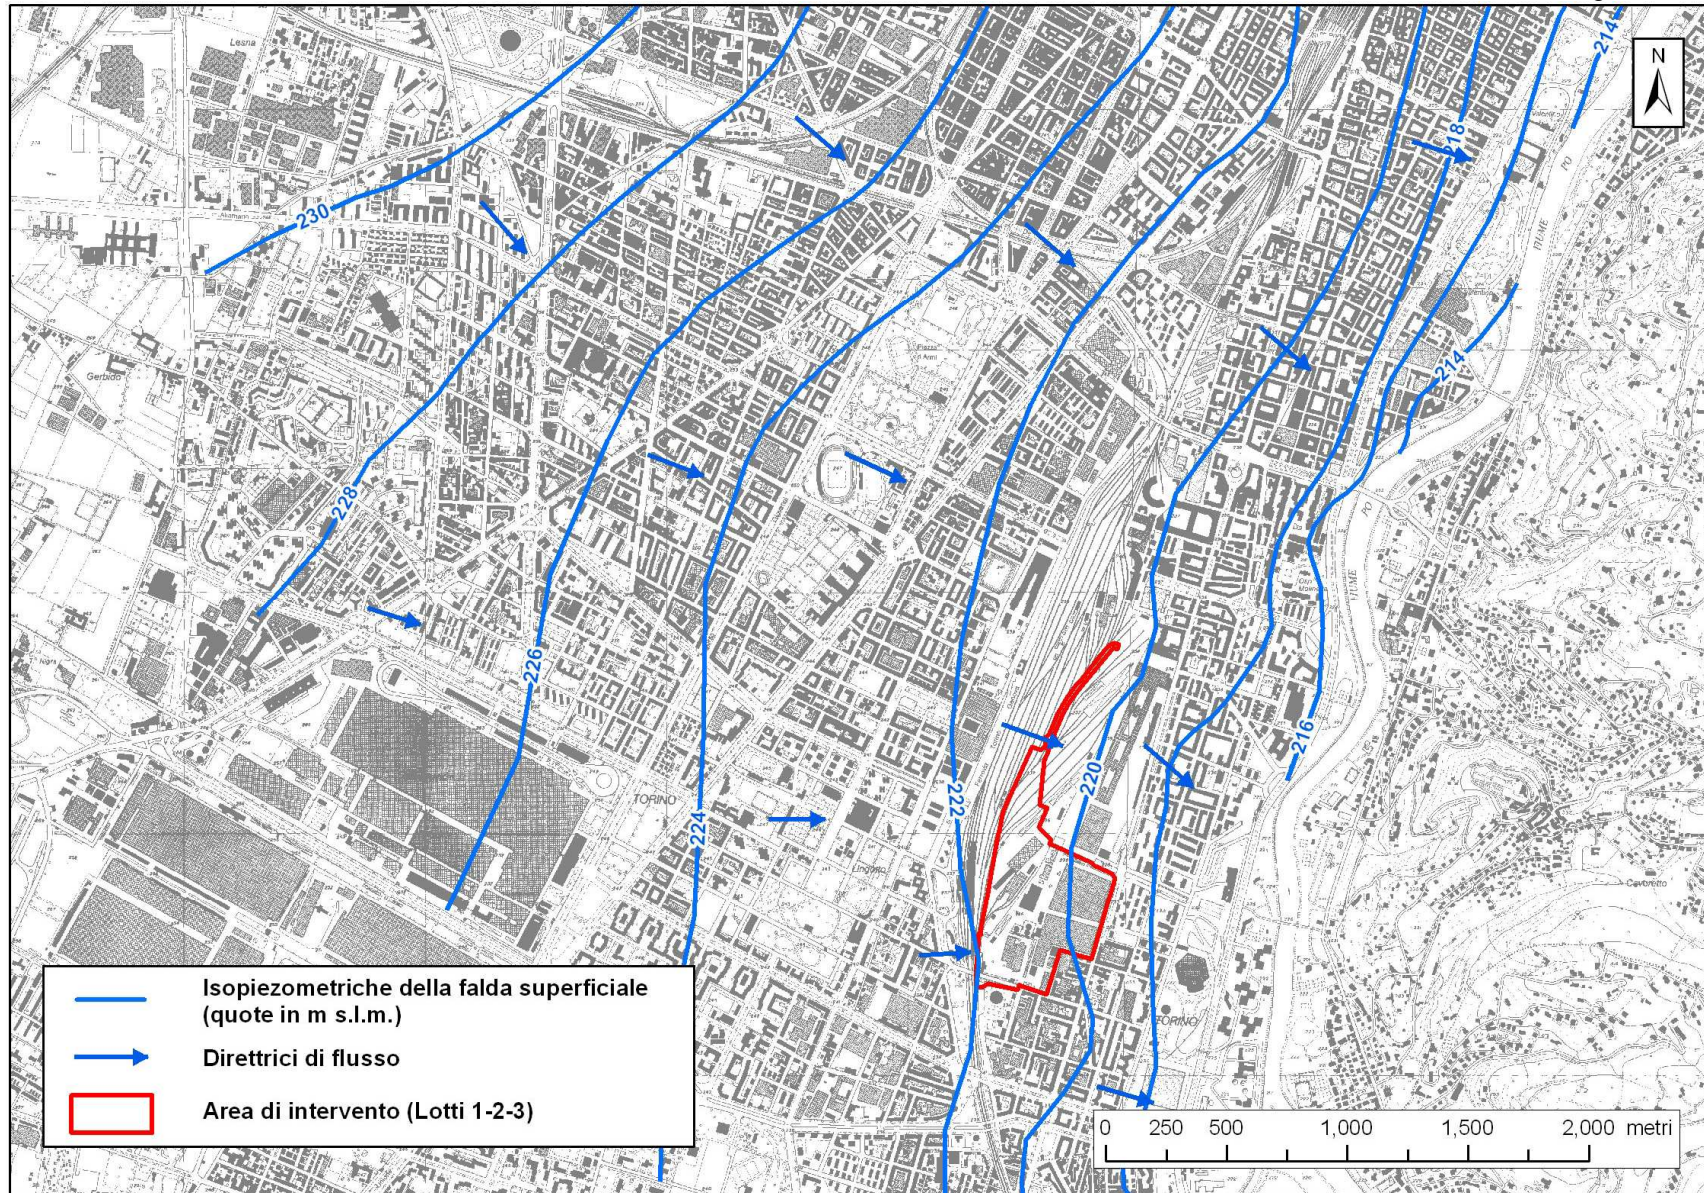 214
N
Lesna
218
PO
FIUME
230
214
Gerbido
228
PO
FIUME
226
TORINO
216
220
222
224
Lingotto
Cavoretto
TORINO
Isopiezometriche della falda superficiale
(quote in m s.l.m.)
Direttrici di flusso
Area di intervento (Lotti 1-2-3)
0 250 500 1,000 1,500 2,000 metri